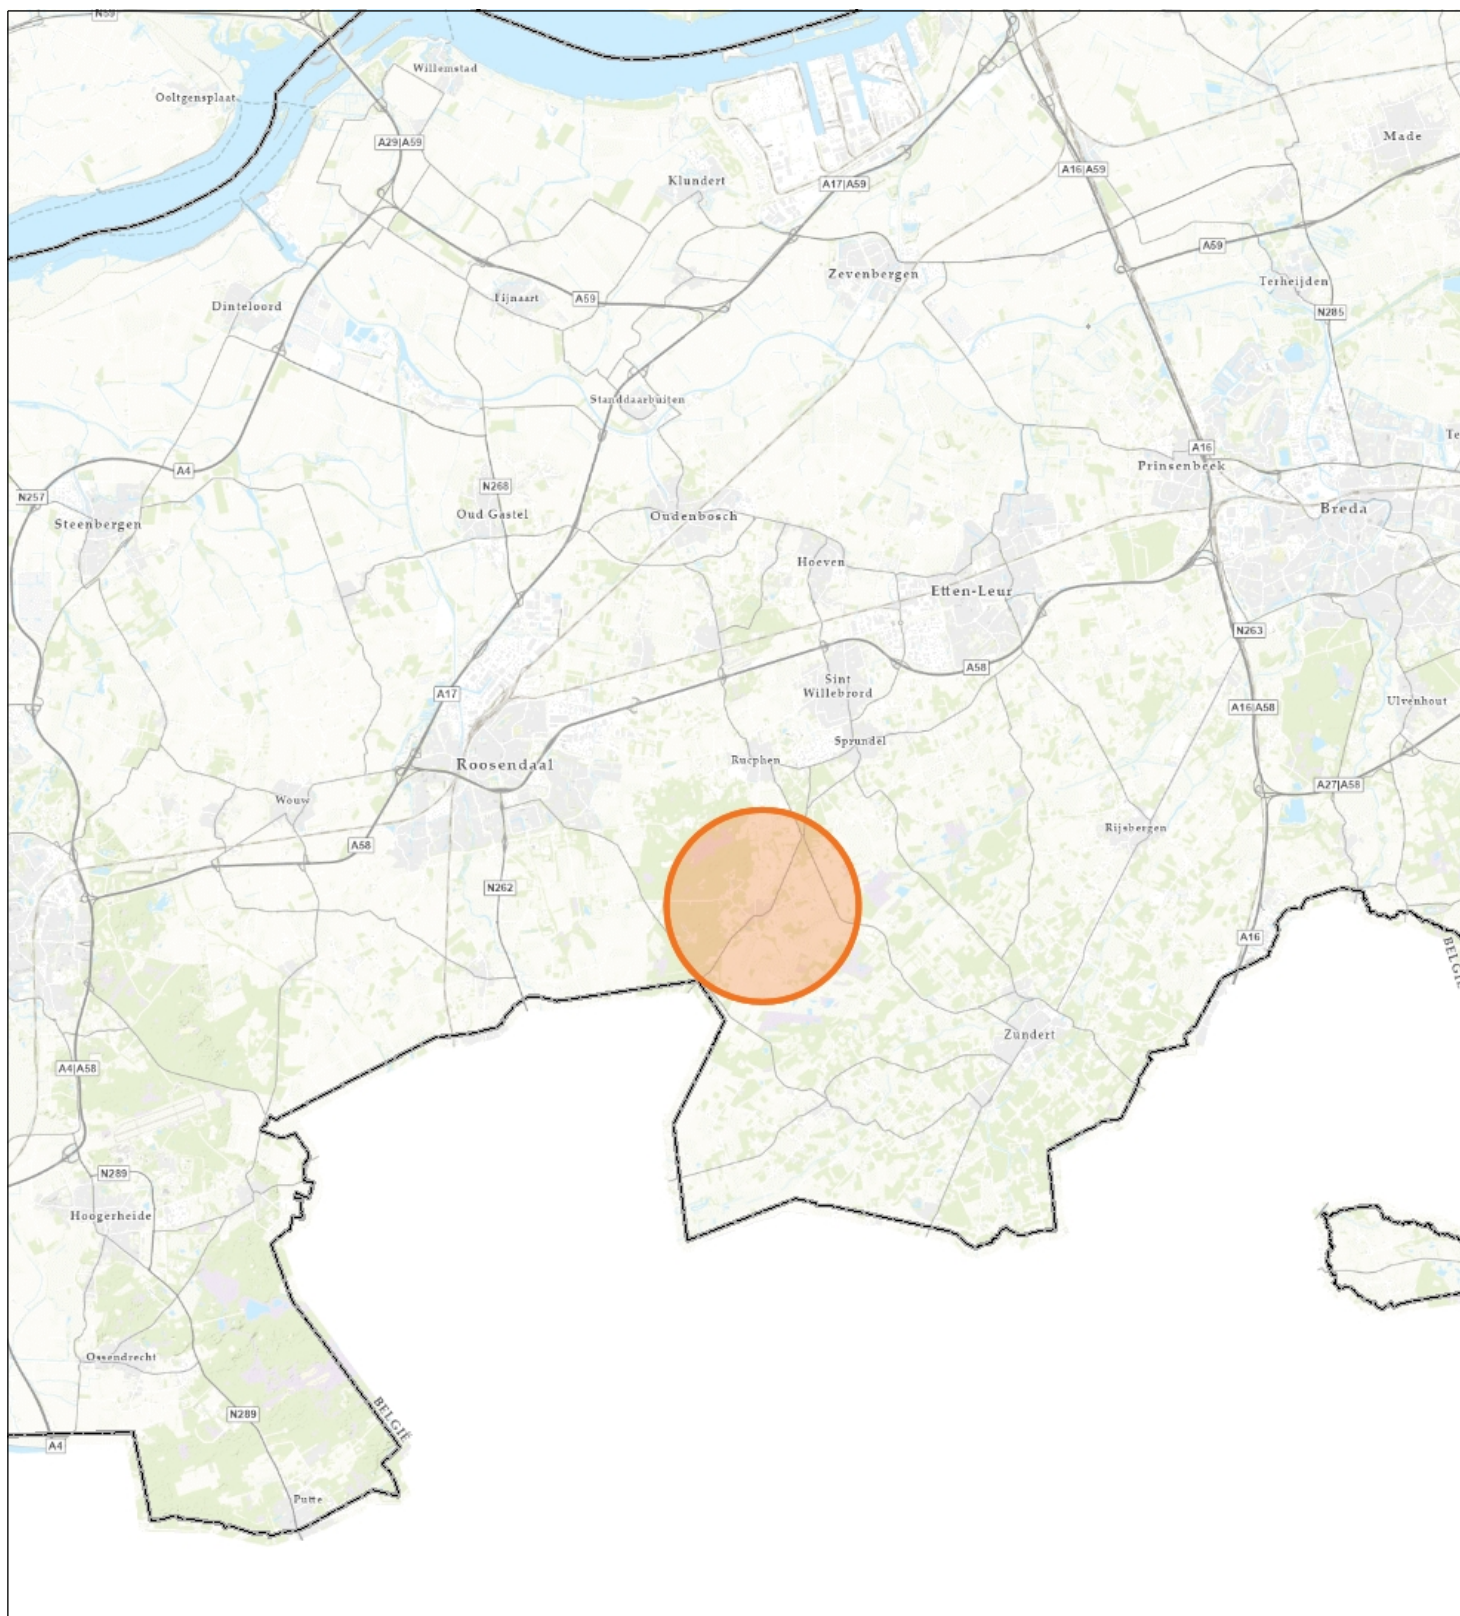 N59
Willemstad
Ooltgensplaat
A29|A59
Made
A16|A59
Klundert
A17|A59
A59
Zevenbergen
Terheijden
Fijnaart
A59
Dinteloord
N285
Standdaarbuiten
Te
A16
Prinsenbeek
A4
N257
N268
Breda
Oud Gastel
Oudenbosch
Steenbergen
Hoeven
Etten-Leur
N263
A58
Sint
Willebrord
A17
Ulvenhout
A16|A58
Sprundel
Rucphen
Roosendaal
A27|A58
Wouw
Rijsbergen
A58
N262
A16
BELGIË
Zundert
A4|A58
N289
Hoogerheide
Ossendrecht
N289
BELGIË
A4
Putte